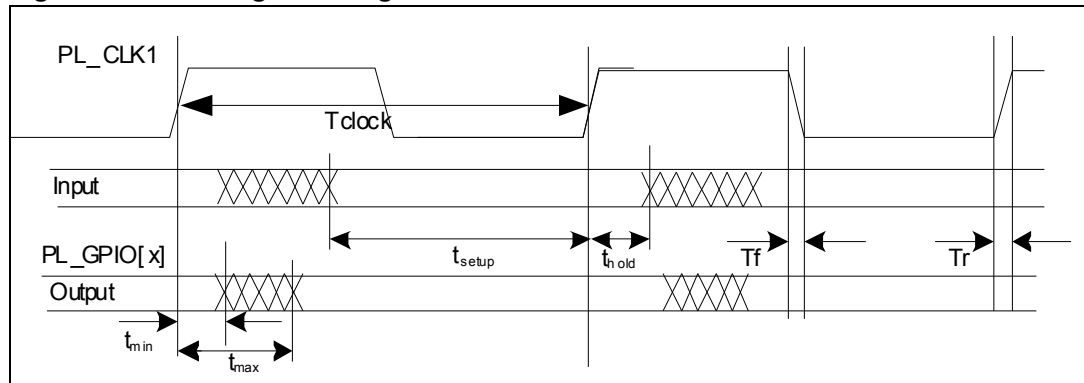 PL_CLK1
Tclock
Input
tsetup
thold
Tf
Tr
PL_GPIO[x]
Output
tmin
tmax